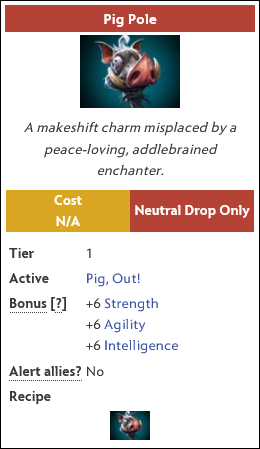 Pig Pole
A makeshift charm misplaced by a
peace-loving, addlebrained
enchanter.
Cost
N/A
Neutral Drop Only
Tier 1
Active Pig, Out!
Bonus [?] +6 Strength
+6 Agility
+6 Intelligence
Alert allies? No
Recipe